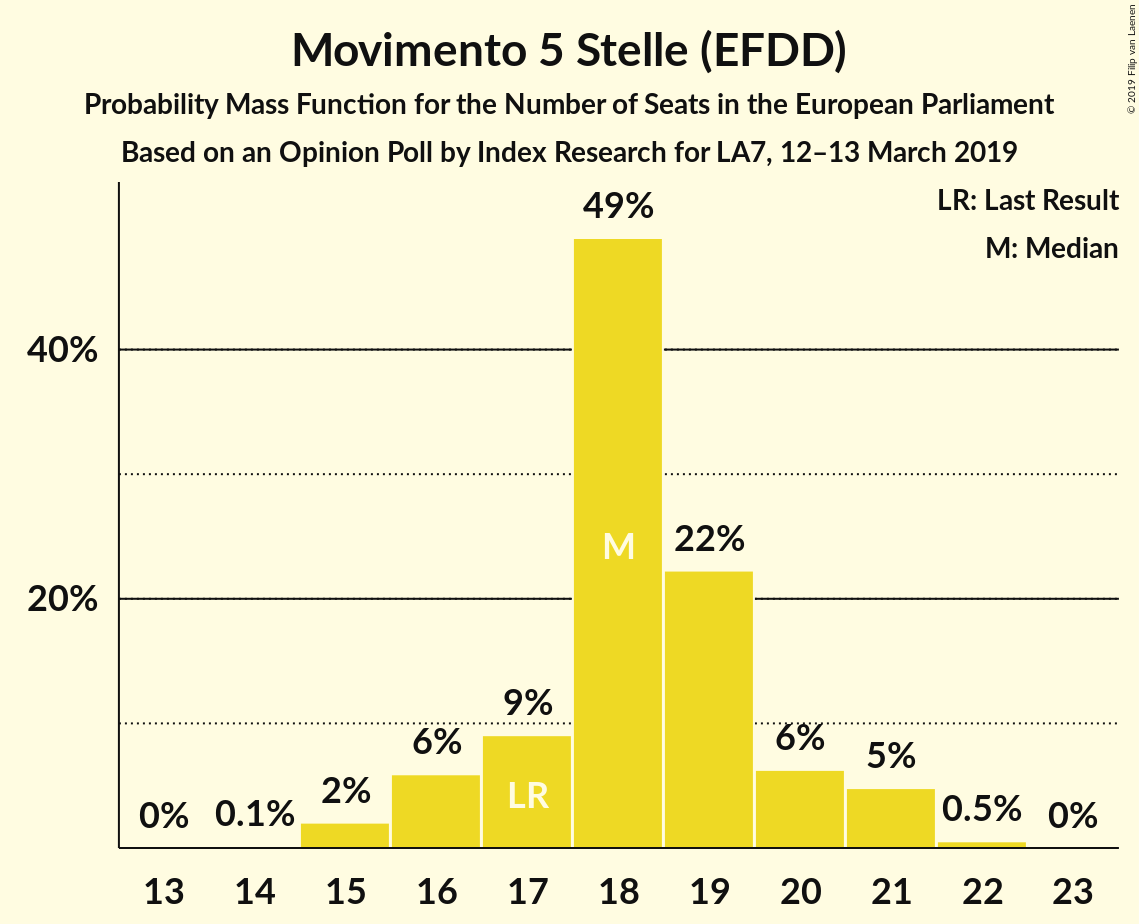 Movimento 5 Stelle (EFDD)
Probability Mass Function for the Number of Seats in the European Parliament
Based on an Opinion Poll by Index Research for LA7, 12–13 March 2019
© 2019 Filip van Laenen
LR: Last Result
M: Median
49%
40%
22%
M
20%
9%
6%
6%
5%
2%
LR
0%
0.1%
0.5%
0%
13 14 15 16 17 18 19 20 21 22 23